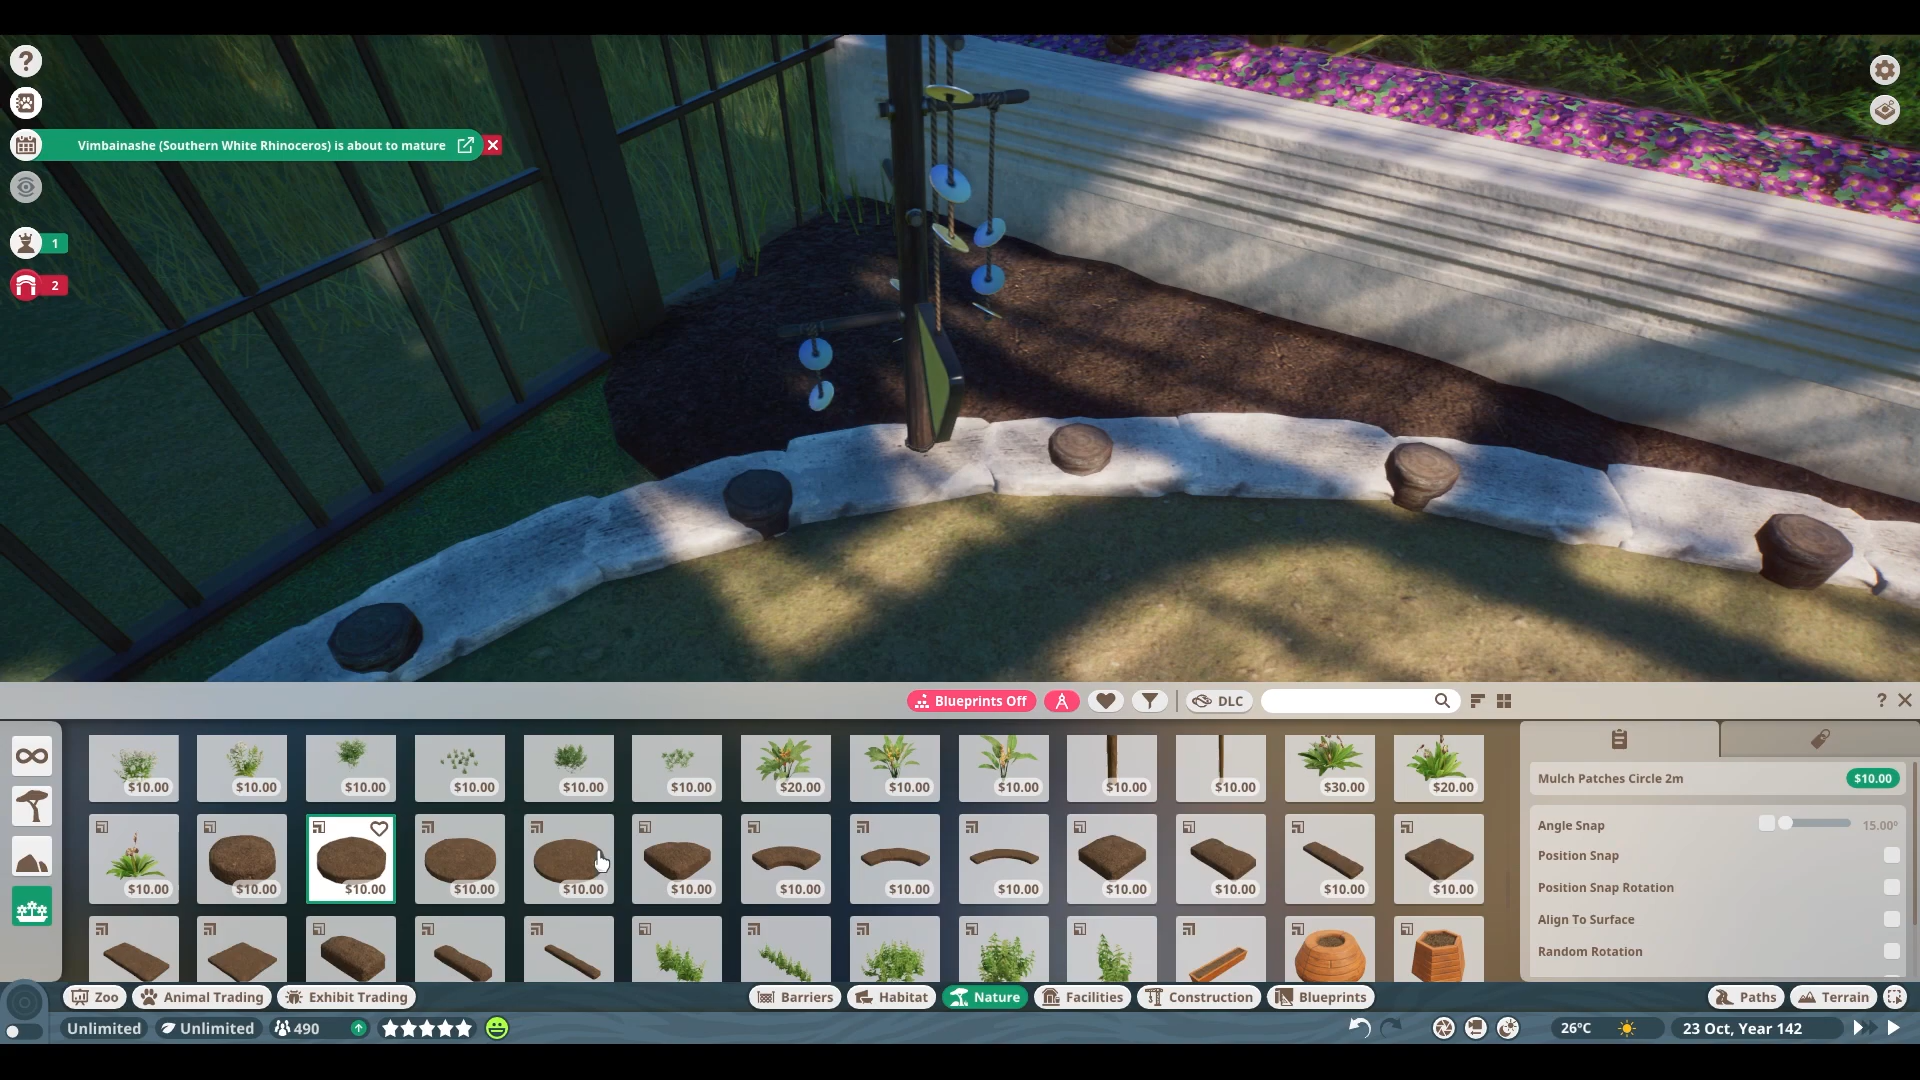 ?
Vimbainashe (Southern White Rhinoceros) is about to mature
1
2
Blueprints Off
DLC
?
$10.00 $10.00 $10.00 $10.00 $10.00 $10.00 $20.00 $10.00 $10.00 $10.00 $10.00 $30.00 $20.00
$10.00 $10.00 $10.00 $10.00 $10.00 $10.00 $10.00 $10.00 $10.00 $10.00 $10.00 $10.00 $10.00
Mulch Patches Circle 2m $10.00
Angle Snap 15.00°
Position Snap
Position Snap Rotation
Align To Surface
Random Rotation
Zoo Animal Trading Exhibit Trading Barriers Habitat Nature Facilities Construction Blueprints Paths Terrain
Unlimited Unlimited 490 26°C 23 Oct, Year 142